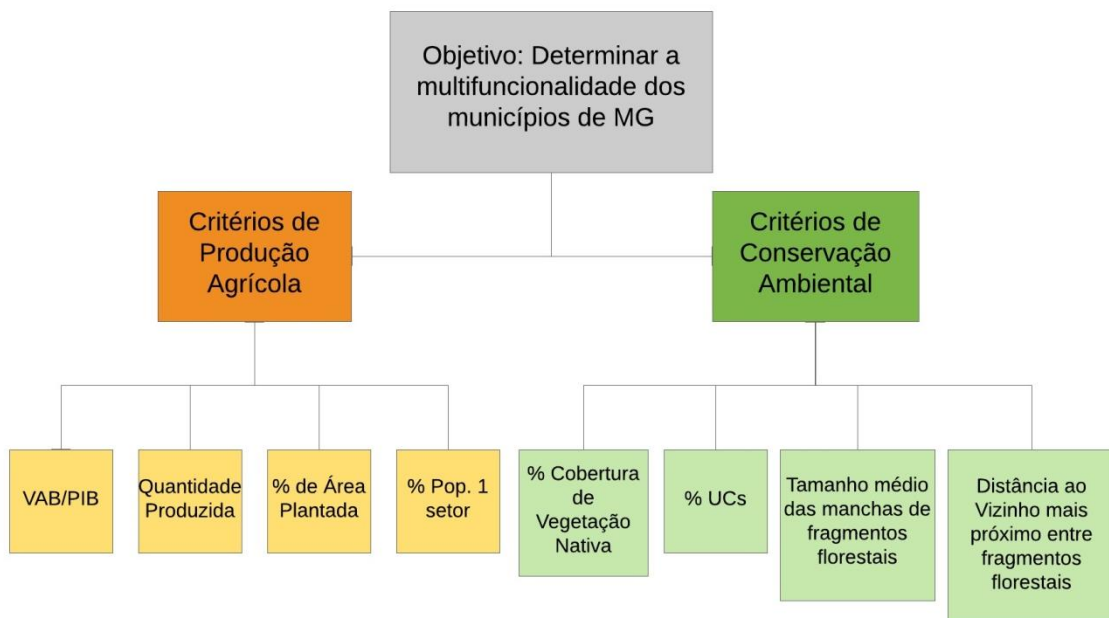 Objetivo: Determinar a
multifuncionalidade dos
municípios de MG
Critérios de
Produção
Agrícola
Critérios de
Conservação
Ambiental
VAB/PIB
Quantidade
Produzida
% de Área
Plantada
% Pop. 1
setor
% Cobertura
de
Vegetação
Nativa
% UCs
Tamanho médio
das manchas de
fragmentos
florestais
Distância ao
Vizinho mais
próximo entre
fragmentos
florestais